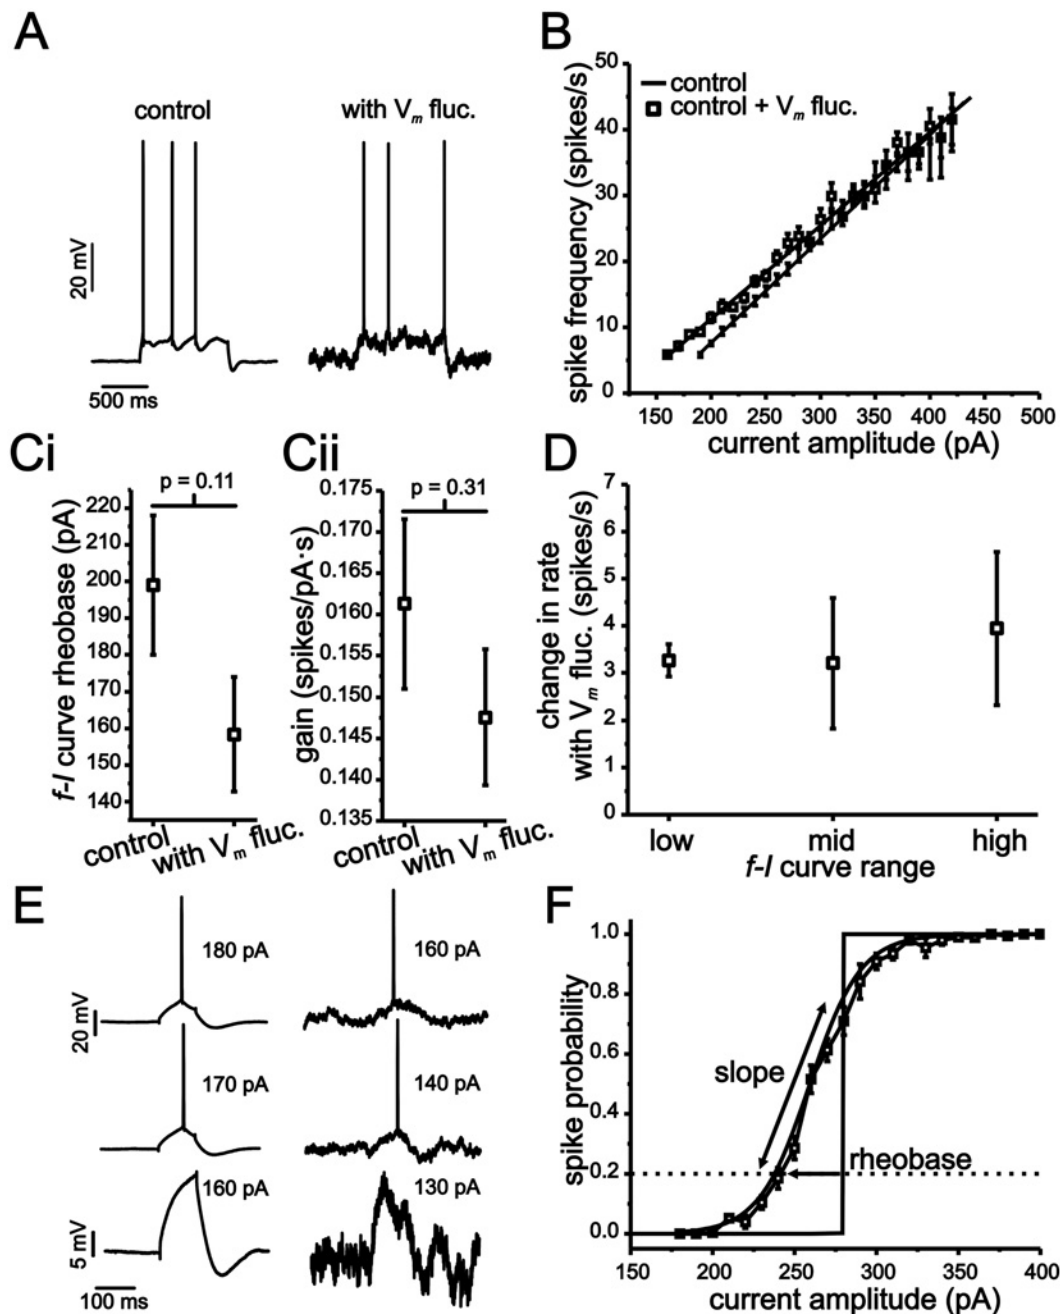 A
control
with Vm fluc.
20 mV
500 ms
B
control
control + Vm fluc.
spike frequency (spikes/s)
50
40
30
20
10
0
150 200 250 300 350 400 450 500
current amplitude (pA)
Ci
p = 0.11
f-I curve rheobase (pA)
220
210
200
190
180
170
160
150
140
control
with Vm fluc.
Cii
p = 0.31
gain (spikes/pA·s)
0.175
0.170
0.165
0160
0.155
0.150
0.145
0.140
0.135
control
with Vm fluc.
D
change in rate
with Vm fluc. (spikes/s)
7
6
5
4
3
2
1
0
low mid high
f-I curve range
E
180 pA
160 pA
20 mV
170 pA
140 pA
160 pA
130 pA
5 mV
100 ms
F
spike probability
1.0
0.8
0.6
0.4
0.2
0.0
slope
rheobase
150 200 250 300 350 400
current amplitude (pA)